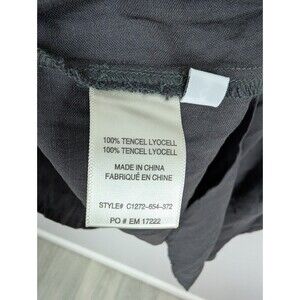 100% TENCEL LYOCELL
100% TENCEL LYOCELL
MADE IN CHINA
FABRIQUÉ EN CHINE
STYLE# C1272-654-372
PO # EM 17222